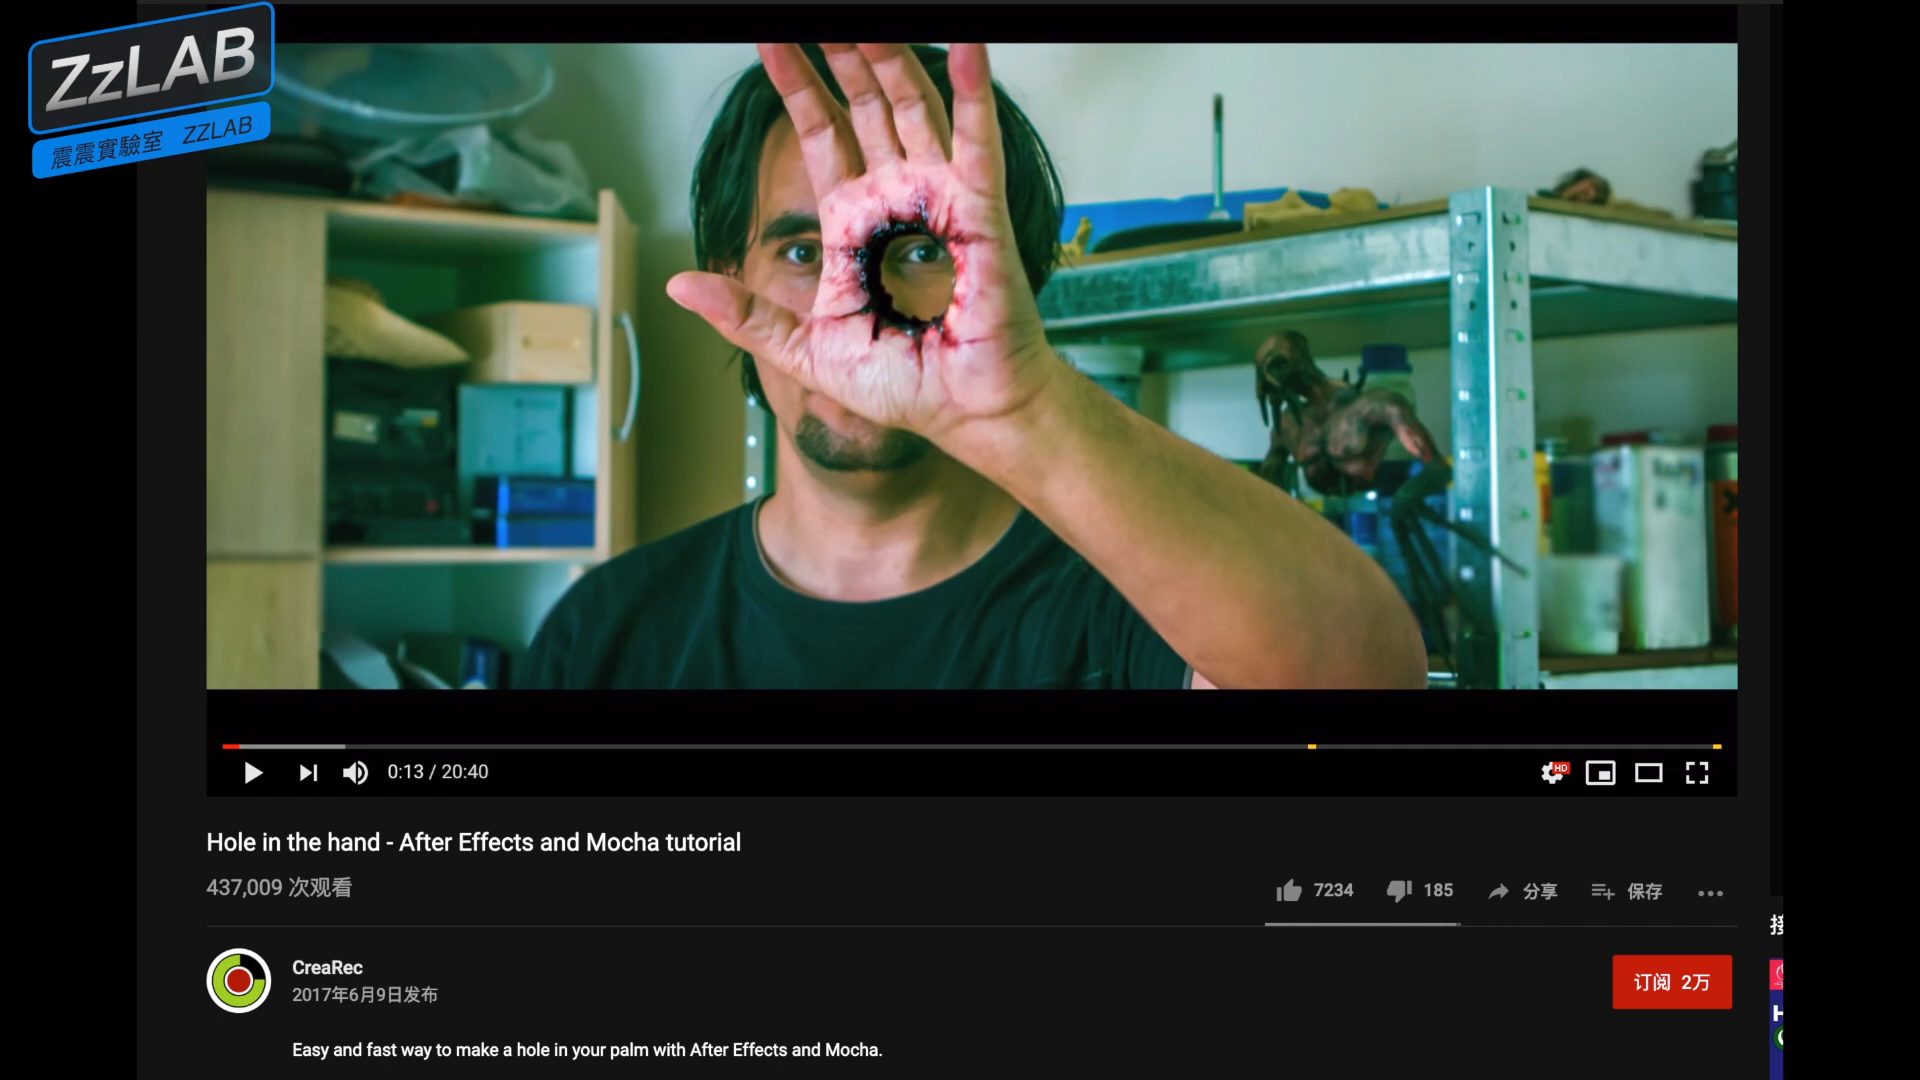 ZzLAB
震震實驗室 ZZLAB
0:13 / 20:40
HD
Hole in the hand - After Effects and Mocha tutorial
437,009 次观看
7234
185
分享
保存
CreaRec
2017年6月9日发布
订阅 2万
Easy and fast way to make a hole in your palm with After Effects and Mocha.
接
H